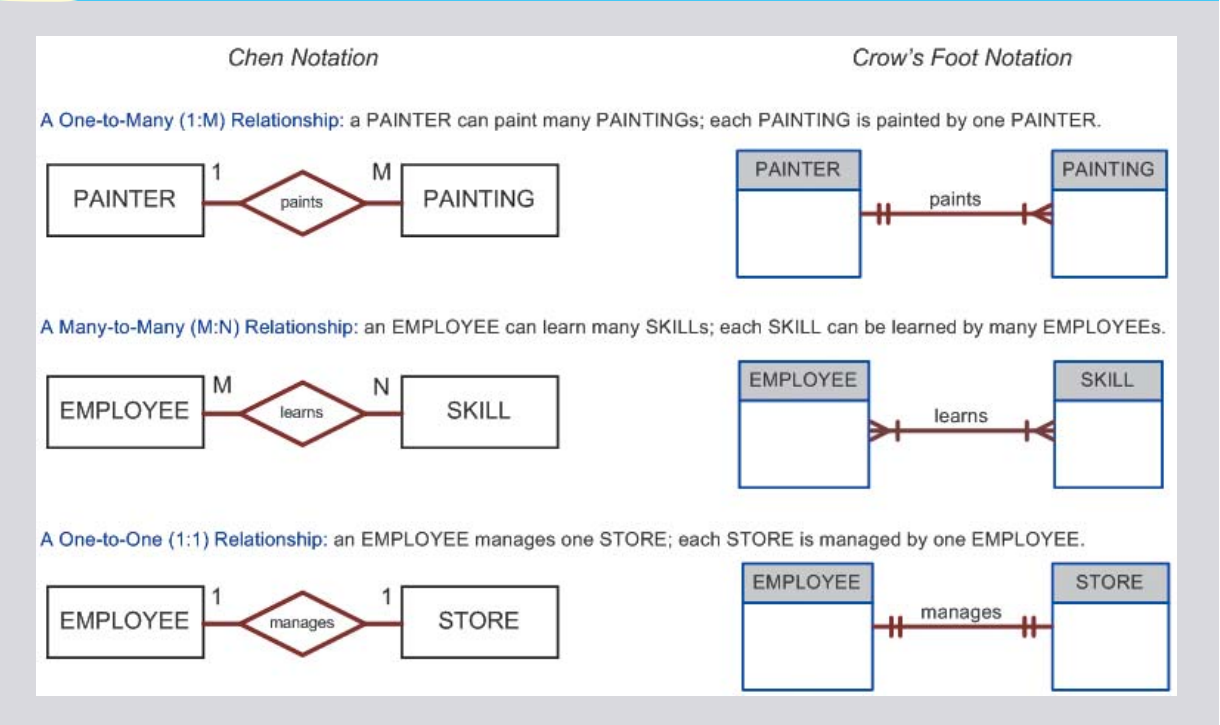 Chen Notation
Crow's Foot Notation
A One-to-Many (1:M) Relationship: a PAINTER can paint many PAINTINGs; each PAINTING is painted by one PAINTER.
PAINTER
1
paints
M
PAINTING
PAINTER
paints
PAINTING
A Many-to-Many (M:N) Relationship: an EMPLOYEE can learn many SKILLs; each SKILL can be learned by many EMPLOYEEs.
EMPLOYEE
M
learns
N
SKILL
EMPLOYEE
learns
SKILL
A One-to-One (1:1) Relationship: an EMPLOYEE manages one STORE; each STORE is managed by one EMPLOYEE.
EMPLOYEE
1
manages
1
STORE
EMPLOYEE
manages
STORE